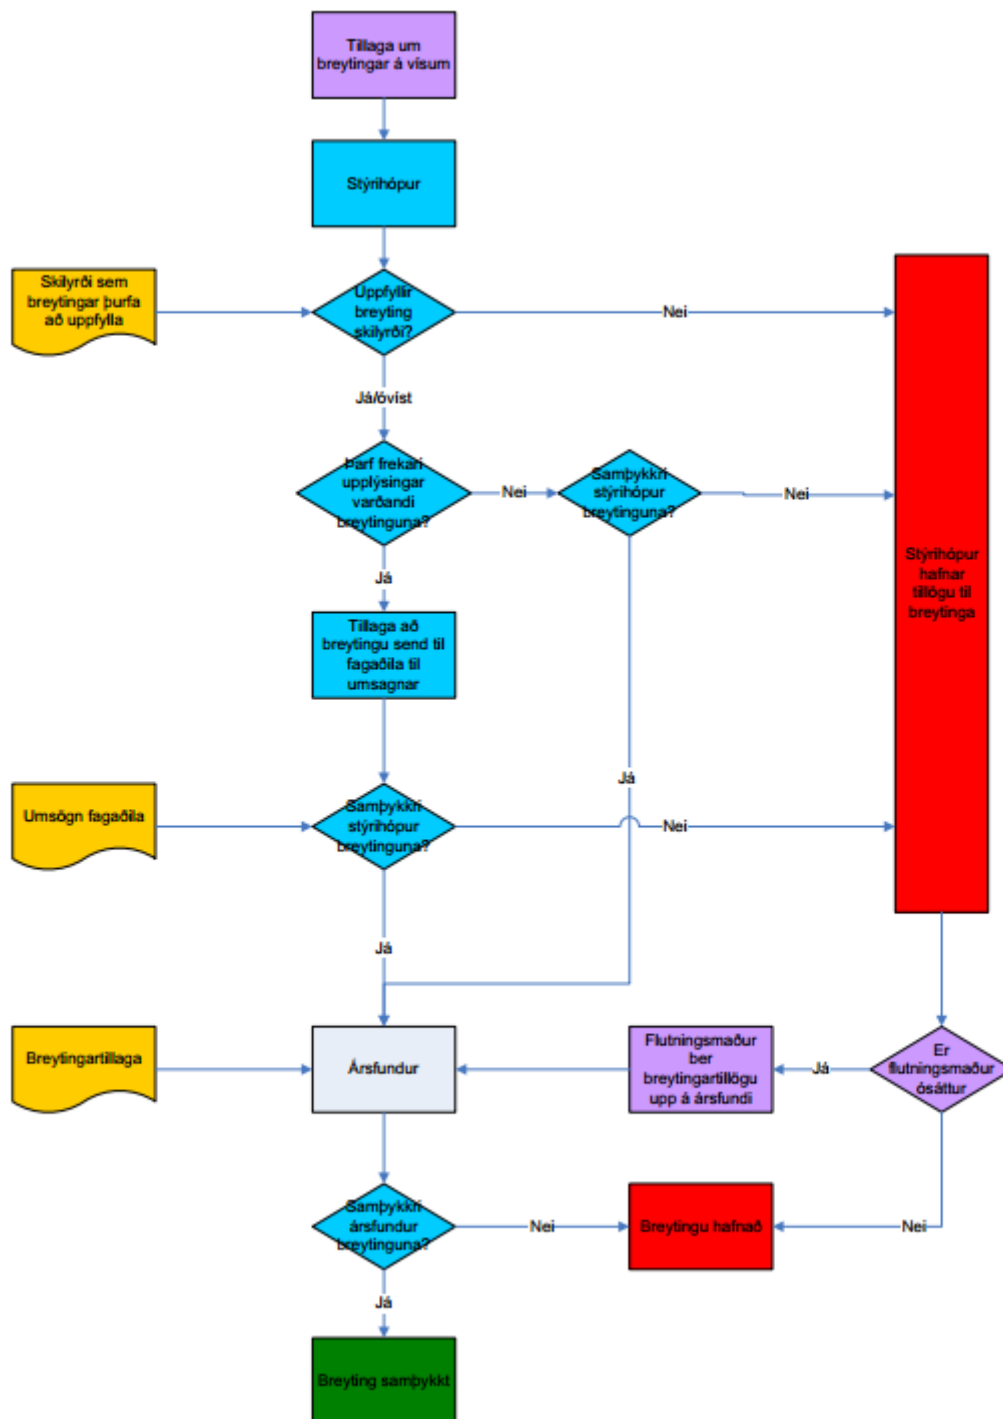 Tillaga um
breytingar á vísum
Stýrihópur
Skilyrði sem
breytingar þurfa
að uppfylla
Uppfyllir
breyting
skilyrði?
Nei
Já/óvíst
Þarf frekari
upplýsingar
varðandi
breytinguna?
Nei
Samþykkri
stýrihópur
breytinguna?
Nei
Stýrihópur
hafnar
tillögu til
breytinga
Já
Tillaga að
breytingu send til
fagaðila til
umsagnar
Já
Umsögn fagaðila
Samþykkri
stýrihópur
breytinguna?
Nei
Já
Breytingartillaga
Ársfundur
Flutningsmaður
ber
breytingartillögu
upp á ársfundi
Já
Er
flutningsmaður
ósáttur
Samþykkri
ársfundur
breytinguna?
Nei
Breytingu hafnað
Nei
Já
Breyting samþykkt